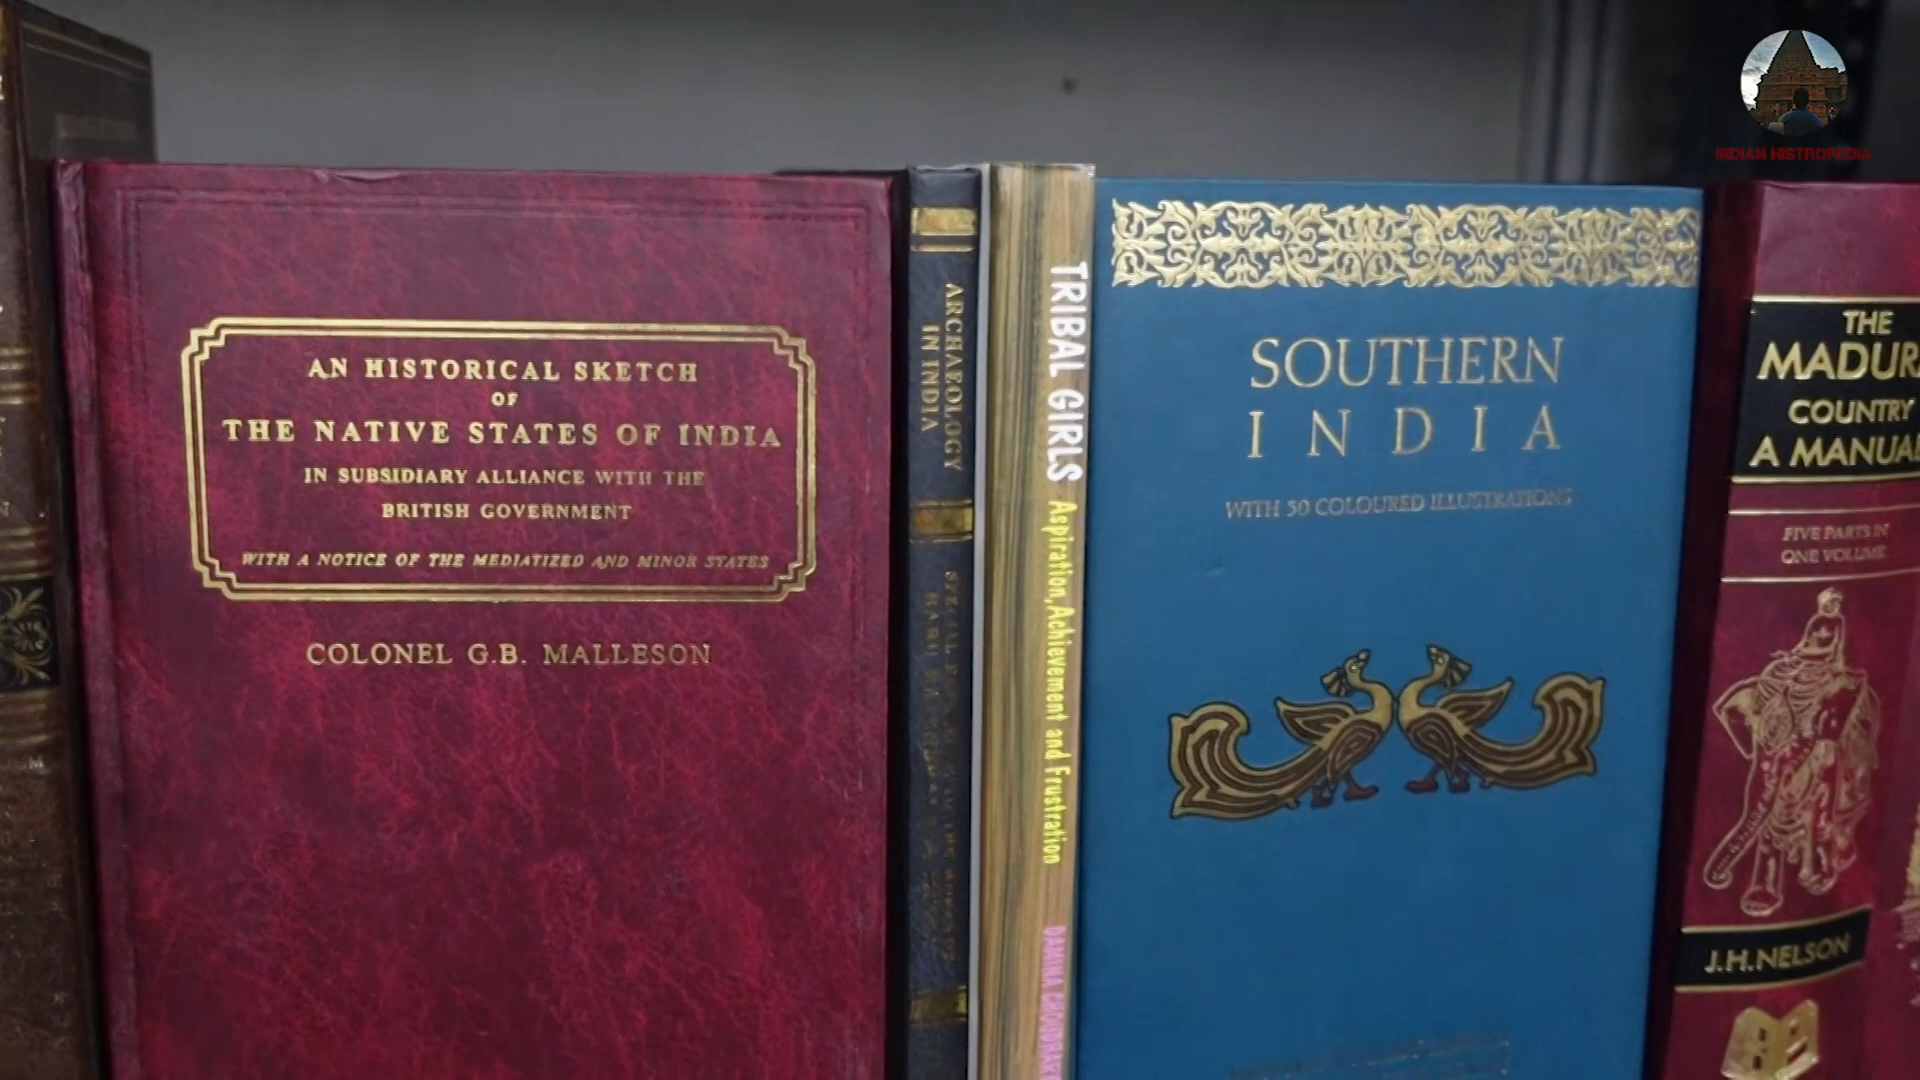 AN HISTORICAL SKETCH
OF
THE NATIVE STATES OF INDIA
IN SUBSIDIARY ALLIANCE WITH THE
BRITISH GOVERNMENT
WITH A NOTICE OF THE MEDIATIZED AND MINOR STATES
COLONEL G.B. MALLESON
ARCHAEOLOGY
IN INDIA
TRIBAL GIRLS Aspiration, Achievement and Frustration
SOUTHERN
INDIA
WITH 50 COLOURED ILLUSTRATIONS
THE
MADUR
COUNTRY
A MANUAL
FIVE PARTS IN
ONE VOLUME
J.H. NELSON
INDIAN HISTROPEDIA